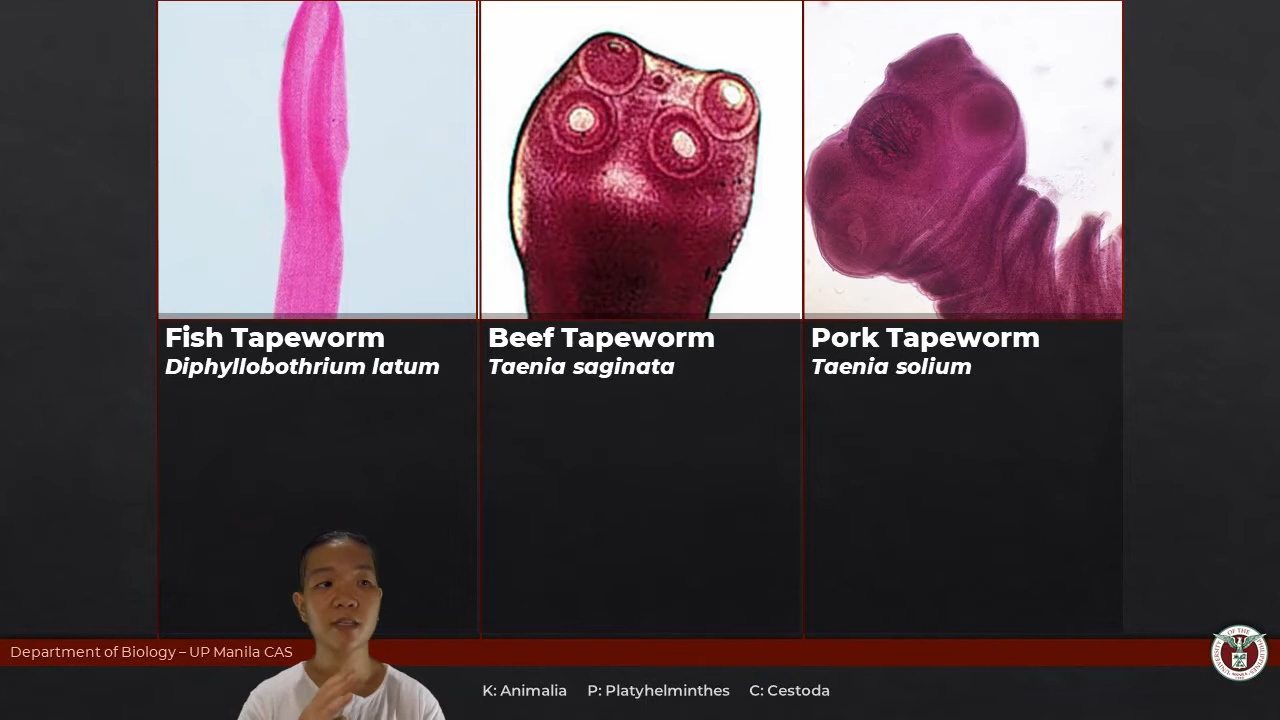 Fish Tapeworm
Diphyllobothrium latum
Beef Tapeworm
Taenia saginata
Pork Tapeworm
Taenia solium
Department of Biology – UP Manila CAS
K: Animalia P: Platyhelminthes C: Cestoda